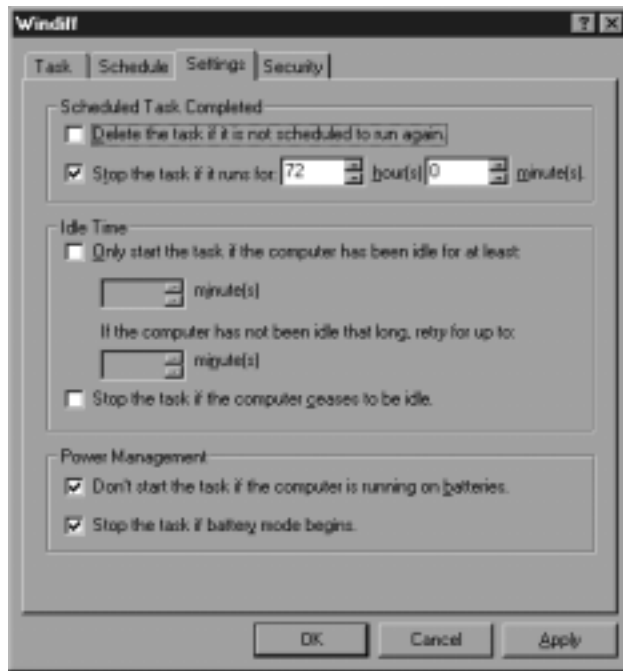 Windiff
Task Schedule Settings Security
Scheduled Task Completed
Delete the task if it is not scheduled to run again.
Stop the task if it runs for: 72 hour(s) 0 minute(s).
Idle Time
Only start the task if the computer has been idle for at least:
minute(s)
If the computer has not been idle that long, retry for up to:
minute(s)
Stop the task if the computer ceases to be idle.
Power Management
Don't start the task if the computer is running on batteries.
Stop the task if battery mode begins.
OK Cancel Apply